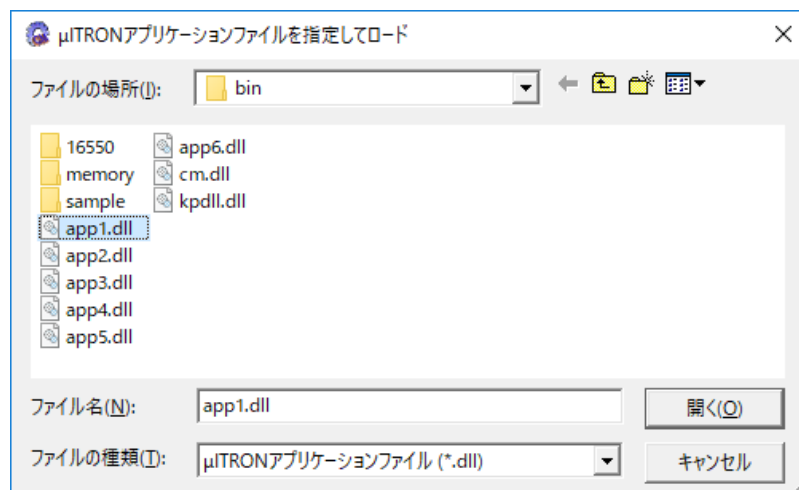 μITRONアプリケーションファイルを指定してロード
ファイルの場所(I): bin
16550 app6.dll
memory cm.dll
sample kpdll.dll
app1.dll
app2.dll
app3.dll
app4.dll
app5.dll
ファイル名(N): app1.dll 開く(O)
ファイルの種類(T): μITRONアプリケーションファイル (*.dll) キャンセル